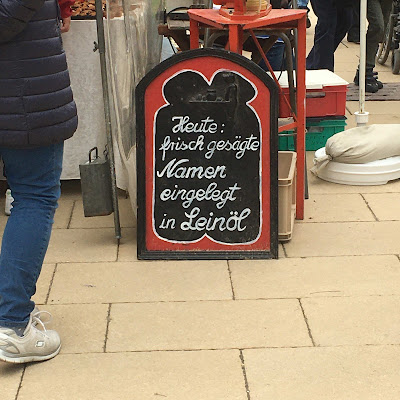 Heute:
frisch gesägte
Namen
eingelegt
in Leinöl